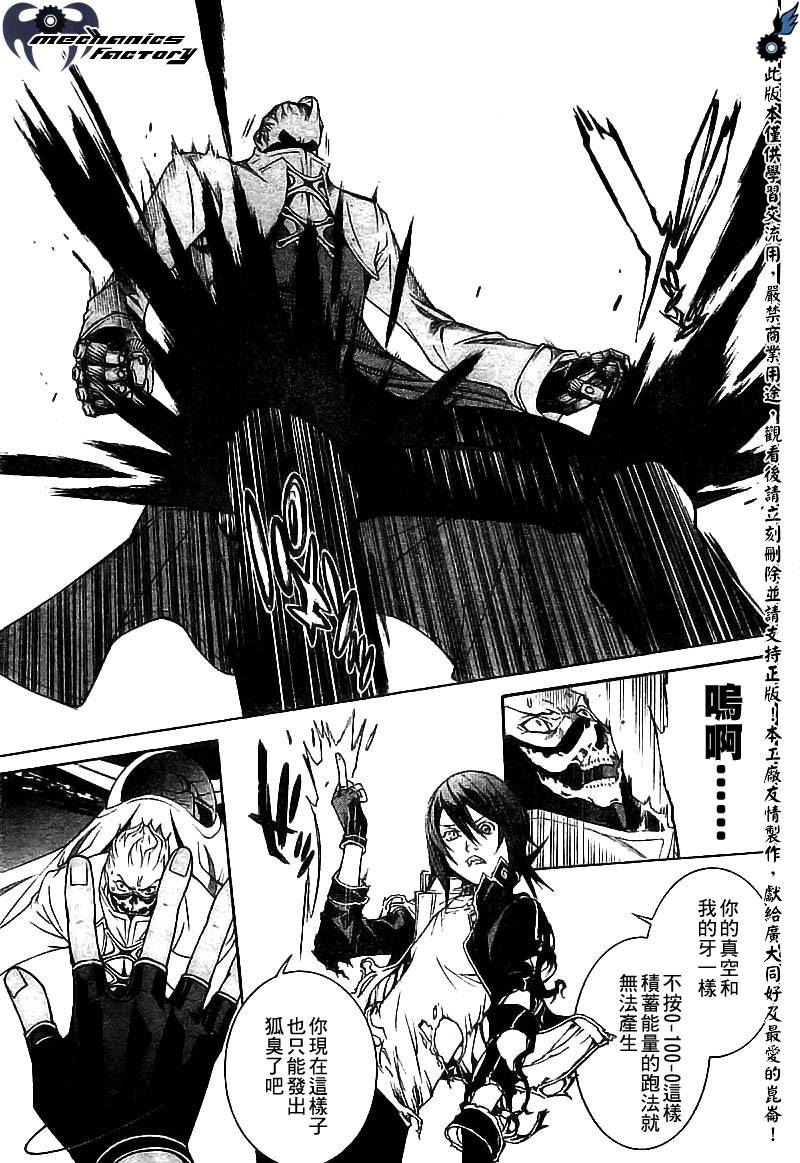 mechanics
factory
此版本僅供學習交流用，嚴禁商業用途，觀看後請立刻刪除並請支持正版！本工廠友情製作，獻給廣大同好及最愛的崑崙！
嗚啊……
你的真空和
我的牙一樣
不按0-100-0這樣
積蓄能量的跑法就
無法產生
你現在這樣子
也只能發出
狐臭了吧